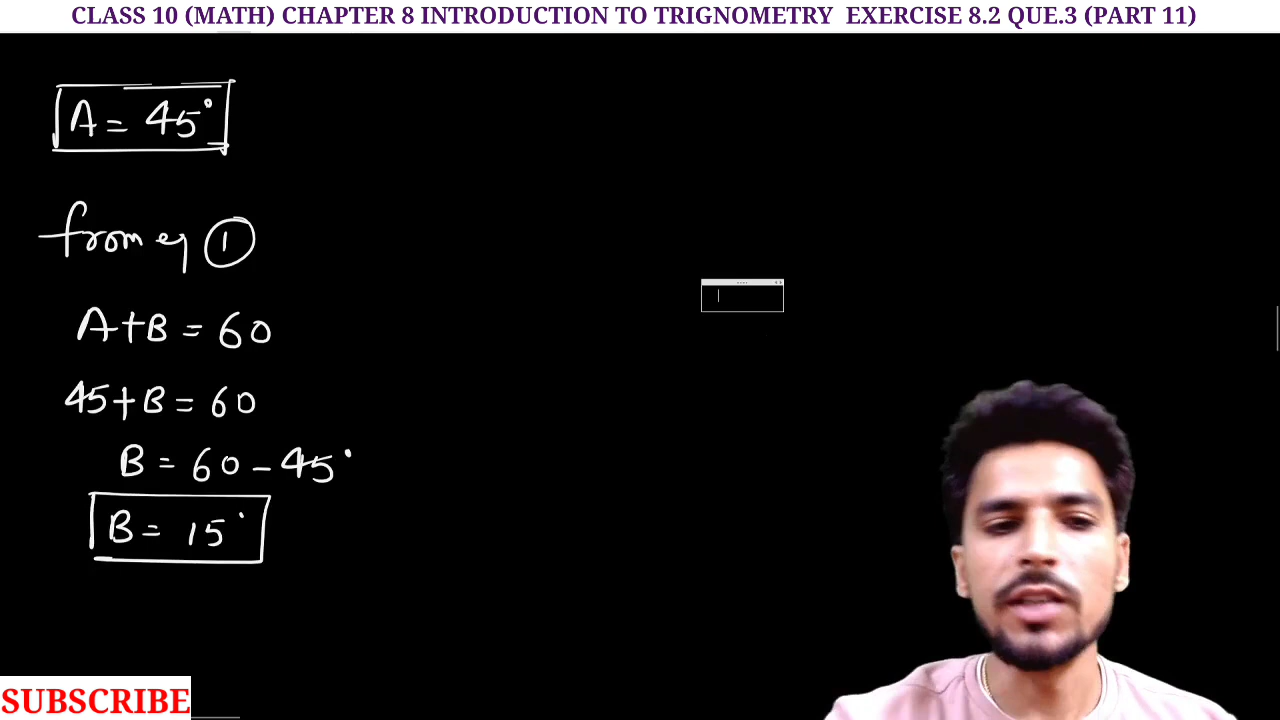 CLASS 10 (MATH) CHAPTER 8 INTRODUCTION TO TRIGNOMETRY EXERCISE 8.2 QUE.3 (PART 11)
A = 45°
from eq ①
A+B = 60
45+B = 60
B = 60 - 45°
B = 15°
SUBSCRIBE